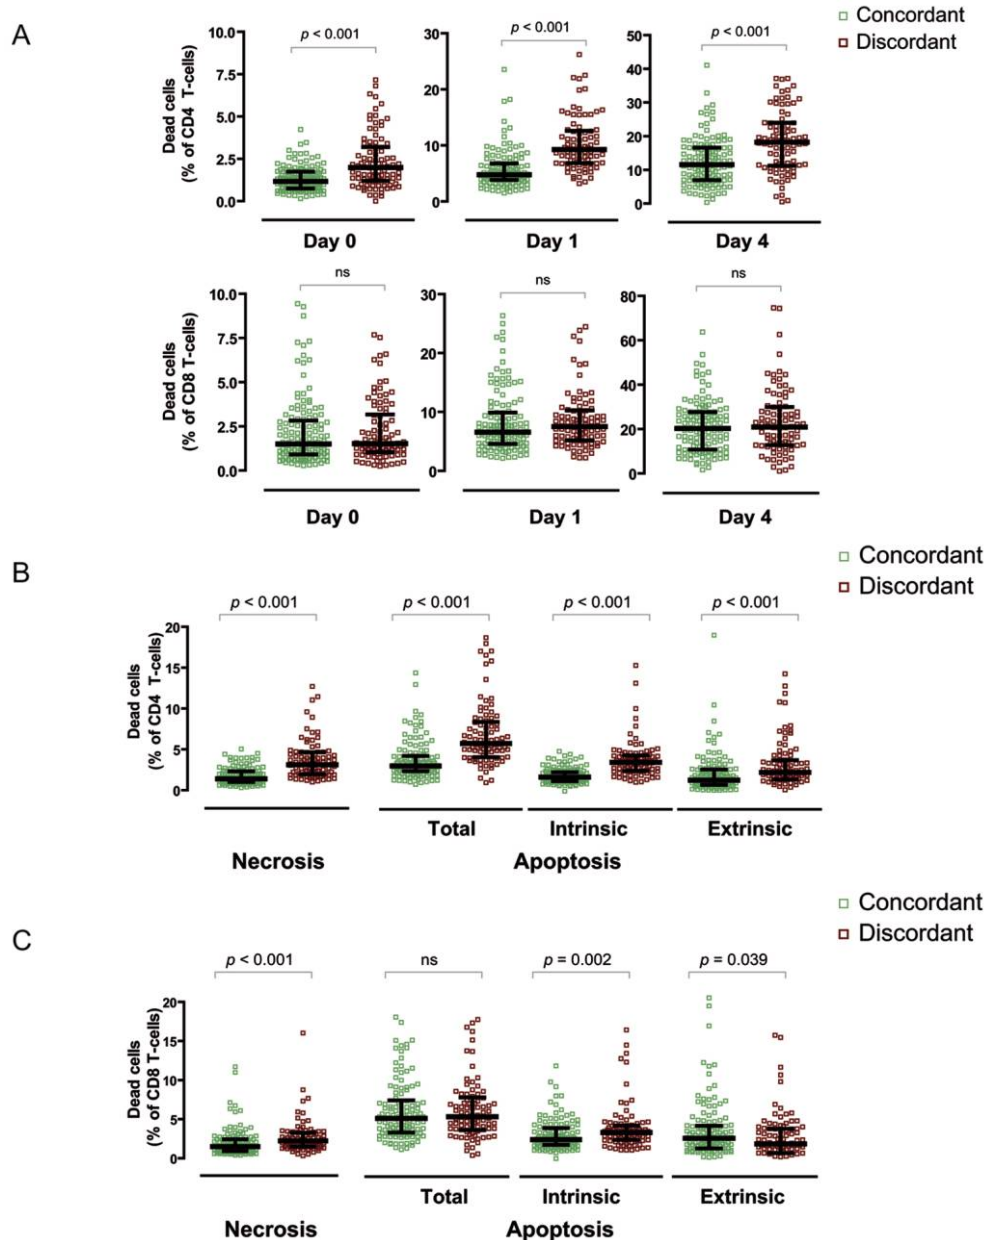 A
Concordant
Discordant
Dead cells
(% of CD4 T-cells)
10.0
7.5
5.0
2.5
0.0
p < 0.001
Day 0
30
20
10
0
p < 0.001
Day 1
50
40
30
20
10
0
p < 0.001
Day 4
Dead cells
(% of CD8 T-cells)
10.0
7.5
5.0
2.5
0.0
ns
Day 0
30
20
10
0
ns
Day 1
80
60
40
20
0
ns
Day 4
B
Concordant
Discordant
Dead cells
(% of CD4 T-cells)
20
15
10
5
0
p < 0.001
p < 0.001
p < 0.001
p < 0.001
Total
Intrinsic
Extrinsic
Necrosis
Apoptosis
C
Concordant
Discordant
Dead cells
(% of CD8 T-cells)
20
15
10
5
0
p < 0.001
ns
p = 0.002
p = 0.039
Total
Intrinsic
Extrinsic
Necrosis
Apoptosis